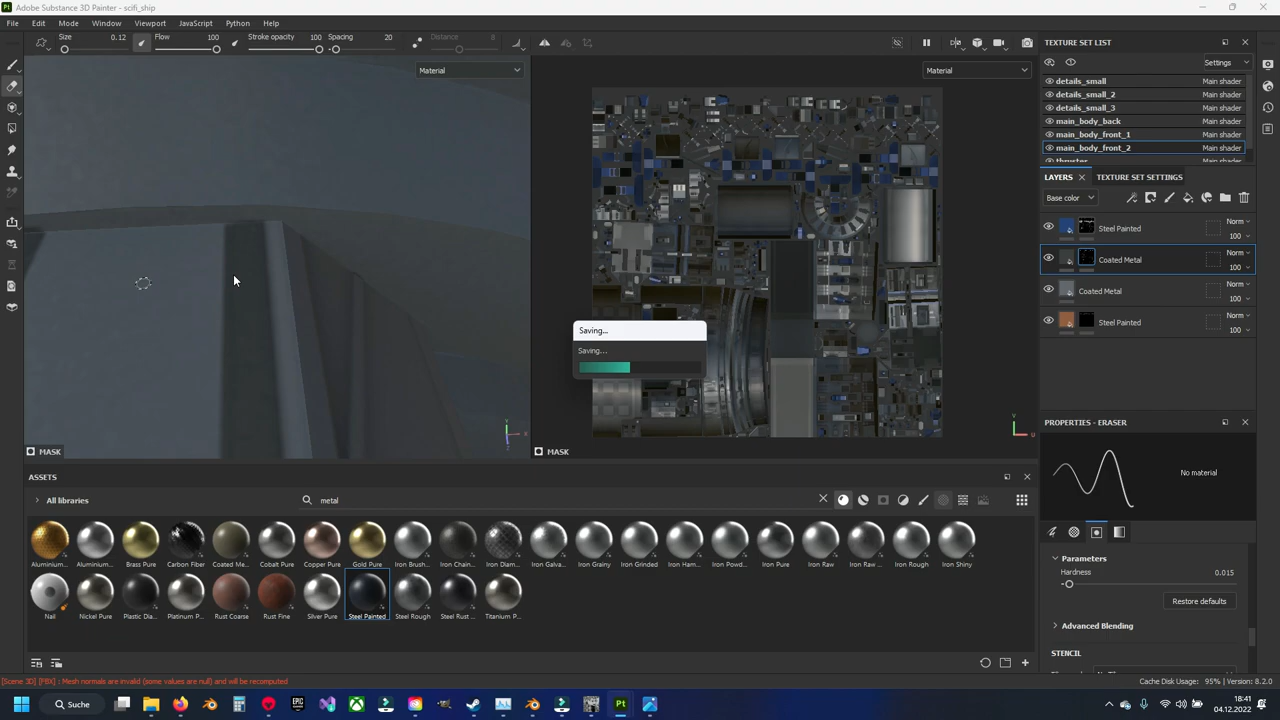 Adobe Substance 3D Painter - scifi_ship
File Edit Mode Window Viewport JavaScript Python Help
Size 0.12 Flow 100 Stroke opacity 100 Spacing 20 Distance 8
Material
Material
MASK
MASK
Saving...
Saving...
TEXTURE SET LIST
Settings
details_small Main shader
details_small_2 Main shader
details_small_3 Main shader
main_body_back Main shader
main_body_front_1 Main shader
main_body_front_2 Main shader
thruster Main shader
LAYERS TEXTURE SET SETTINGS
Base color
Steel Painted Norm 100
Coated Metal Norm 100
Coated Metal Norm 100
Steel Painted Norm 100
PROPERTIES - ERASER
No material
Parameters
Hardness 0.015
Restore defaults
Advanced Blending
STENCIL
ASSETS
All libraries
metal
Aluminium... Aluminium... Brass Pure Carbon Fiber Coated Me... Cobalt Pure Copper Pure Gold Pure Iron Brush... Iron Chain... Iron Diam... Iron Galva... Iron Grainy Iron Grinded Iron Ham... Iron Powd... Iron Pure Iron Raw Iron Raw ... Iron Rough Iron Shiny
Nail Nickel Pure Plastic Dia... Platinum P... Rust Coarse Rust Fine Silver Pure Steel Painted Steel Rough Steel Rust ... Titanium P...
[Scene 3D] [FBX] : Mesh normals are invalid (some values are null) and will be recomputed
Cache Disk Usage: 95% | Version: 8.2.0
Suche
18:41
04.12.2022